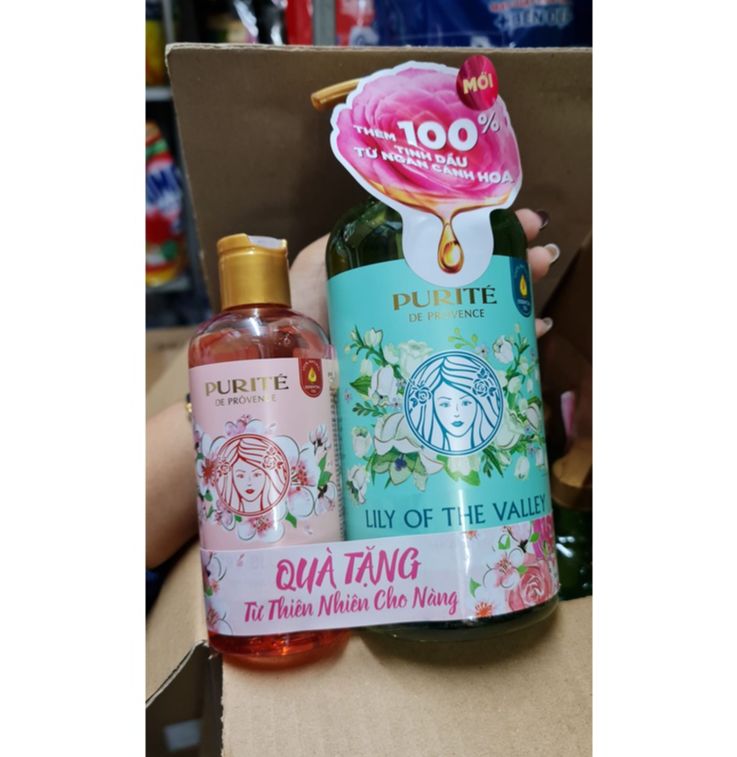 MỚI
THÊM 100%
TINH DẦU
TỪ NGÀN CÁNH HOA
PURITÉ
DE PROVENCE
LILY OF THE VALLEY
PURITÉ
DE PROVENCE
QUÀ TẶNG
Từ Thiên Nhiên Cho Nàng